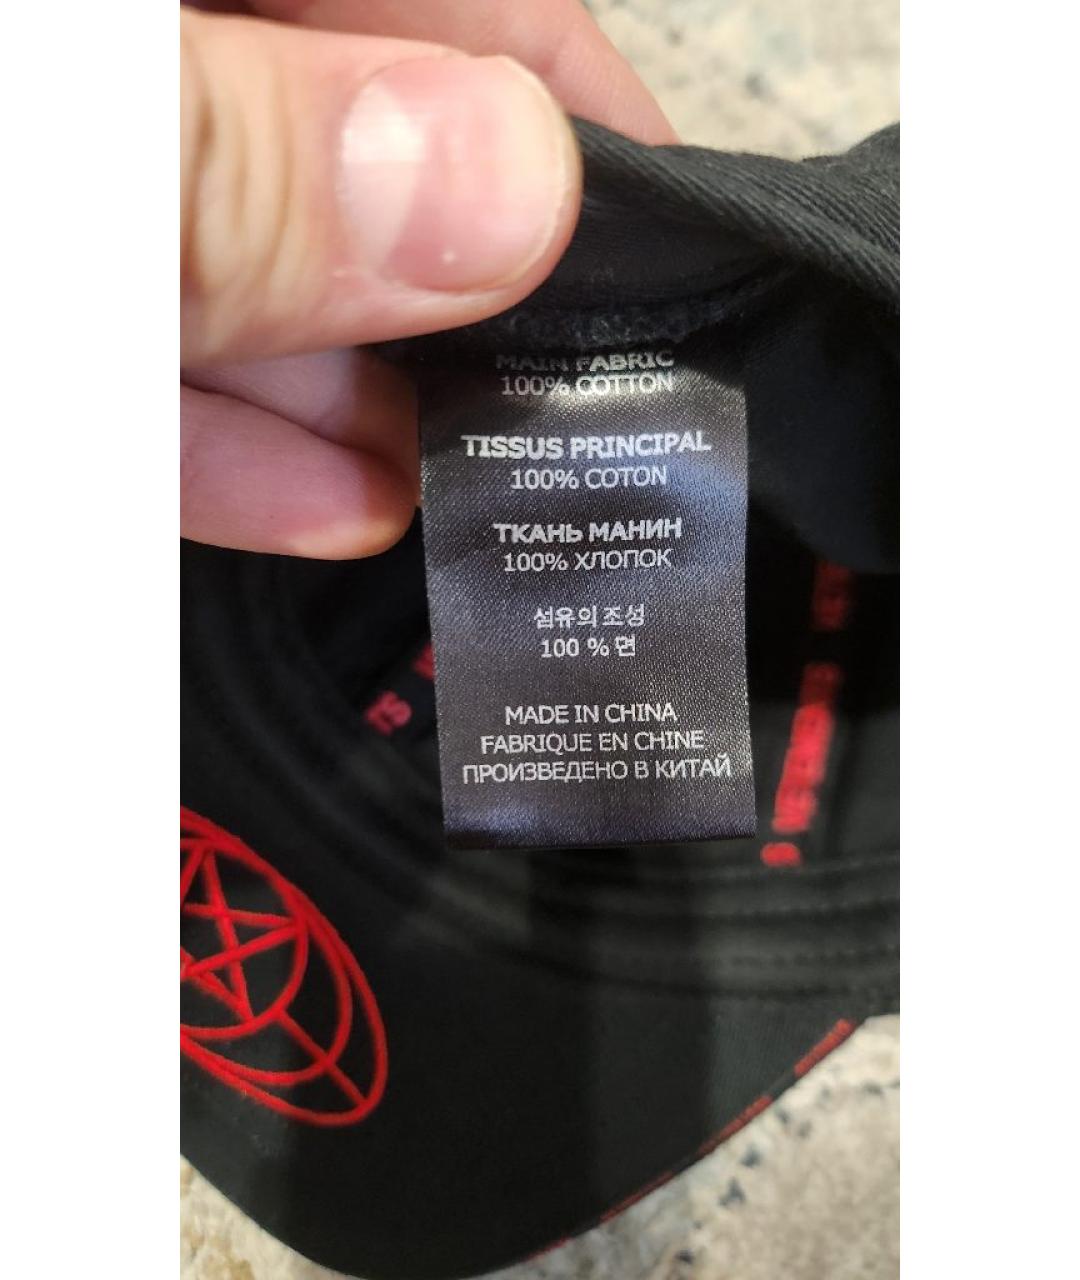 MAIN FABRIC
100% COTTON
TISSUS PRINCIPAL
100% COTON
ТКАНЬ МАНИН
100% ХЛОПОК
섬유의 조성
100 % 면
MADE IN CHINA
FABRIQUE EN CHINE
ПРОИЗВЕДЕНО В КИТАЙ